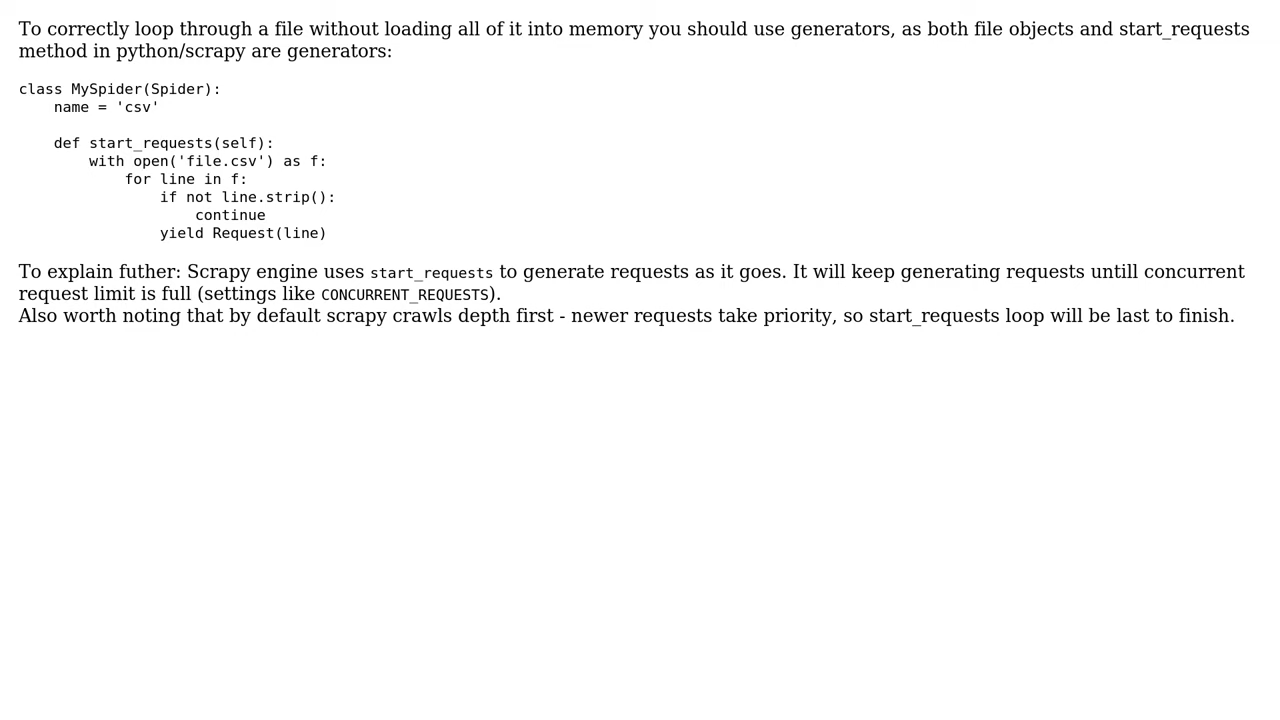 To correctly loop through a file without loading all of it into memory you should use generators, as both file objects and start_requests
method in python/scrapy are generators:
class MySpider(Spider):
    name = 'csv'
    def start_requests(self):
        with open('file.csv') as f:
            for line in f:
                if not line.strip():
                    continue
                yield Request(line)
To explain futher: Scrapy engine uses start_requests to generate requests as it goes. It will keep generating requests untill concurrent
request limit is full (settings like CONCURRENT_REQUESTS).
Also worth noting that by default scrapy crawls depth first - newer requests take priority, so start_requests loop will be last to finish.